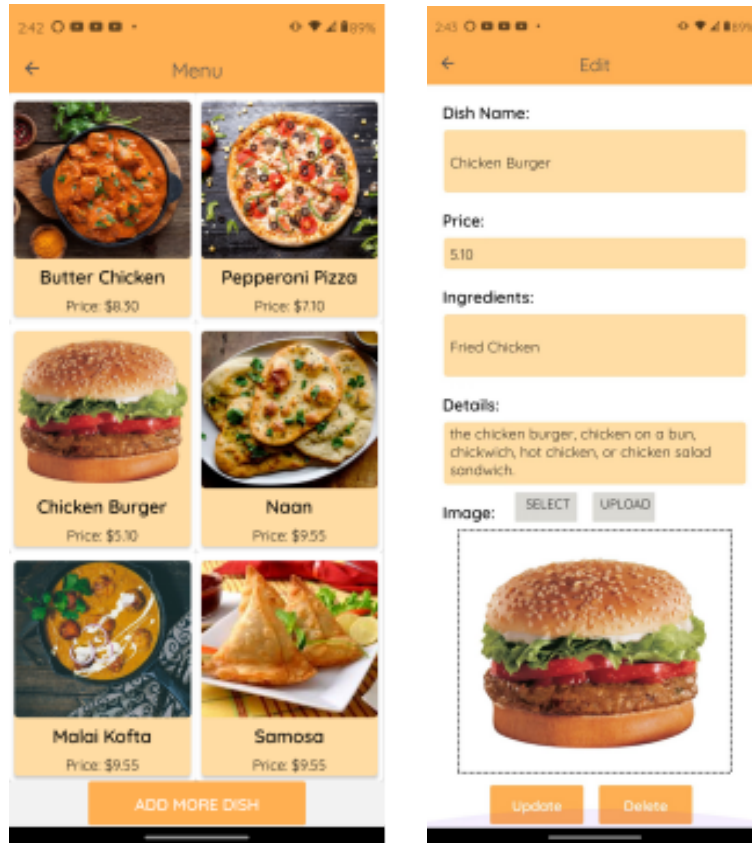 2:42
89%
Menu
Butter Chicken
Pepperoni Pizza
Price: $8.30
Price: $7.10
Chicken Burger
Naan
Price: $5.10
Price: $9.55
Malai Kofta
Samosa
Price: $9.55
Price: $9.55
ADD MORE DISH
2:43
89%
Edit
Dish Name:
Chicken Burger
Price:
5.10
Ingredients:
Fried Chicken
Details:
the chicken burger, chicken on a bun,
chickwich, hot chicken, or chicken salad
sandwich.
Image:
SELECT
UPLOAD
Update
Delete